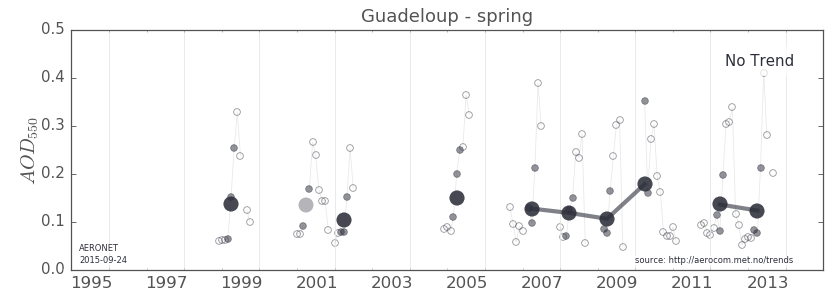 Guadeloup - spring
No Trend
0.5
0.4
0.3
0.2
0.1
0.0
AOD550
AERONET
2015-09-24
source: http://aerocom.met.no/trends
1995 1997 1999 2001 2003 2005 2007 2009 2011 2013